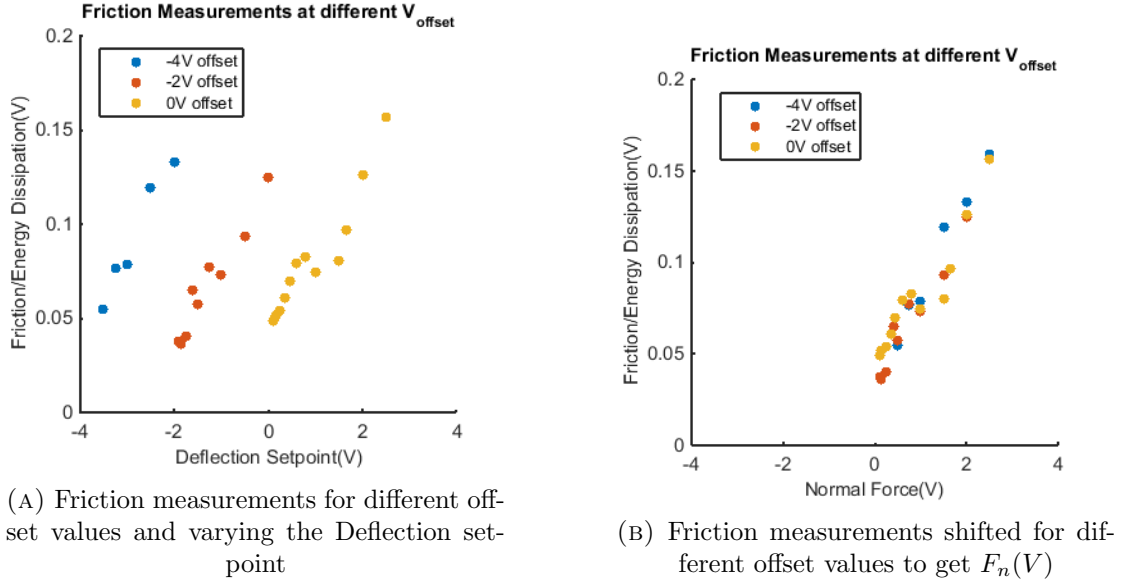 Friction Measurements at different V_offset
0.2
0.15
0.1
0.05
0
Friction/Energy Dissipation(V)
-4V offset
-2V offset
0V offset
-4 -2 0 2 4
Deflection Setpoint(V)
(A) Friction measurements for different off-
set values and varying the Deflection set-
point
Friction Measurements at different V_offset
0.2
0.15
0.1
0.05
0
Friction/Energy Dissipation(V)
-4V offset
-2V offset
0V offset
-4 -2 0 2 4
Normal Force(V)
(B) Friction measurements shifted for dif-
ferent offset values to get F_n(V)